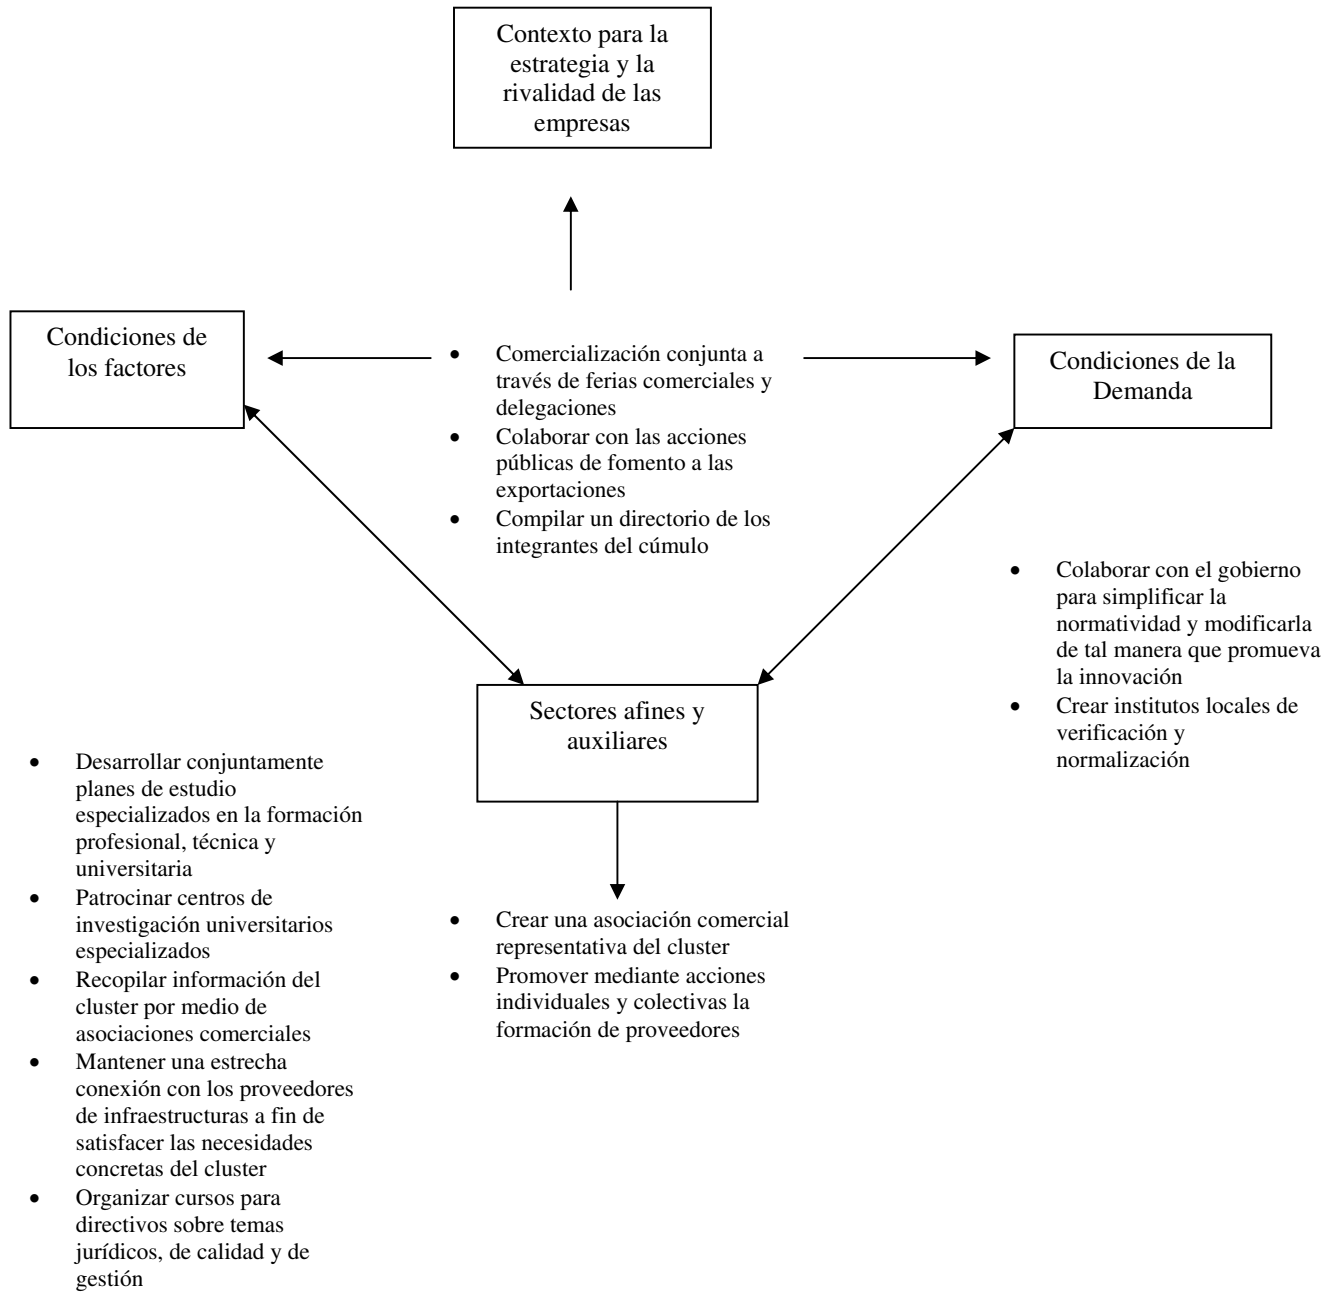 Contexto para la
estrategia y la
rivalidad de las
empresas
Condiciones de
los factores
• Comercialización conjunta a
través de ferias comerciales y
delegaciones
• Colaborar con las acciones
públicas de fomento a las
exportaciones
• Compilar un directorio de los
integrantes del cúmulo
Condiciones de la
Demanda
• Colaborar con el gobierno
para simplificar la
normatividad y modificarla
de tal manera que promueva
la innovación
• Crear institutos locales de
verificación y
normalización
Sectores afines y
auxiliares
• Desarrollar conjuntamente
planes de estudio
especializados en la formación
profesional, técnica y
universitaria
• Patrocinar centros de
investigación universitarios
especializados
• Recopilar información del
cluster por medio de
asociaciones comerciales
• Mantener una estrecha
conexión con los proveedores
de infraestructuras a fin de
satisfacer las necesidades
concretas del cluster
• Organizar cursos para
directivos sobre temas
jurídicos, de calidad y de
gestión
• Crear una asociación comercial
representativa del cluster
• Promover mediante acciones
individuales y colectivas la
formación de proveedores